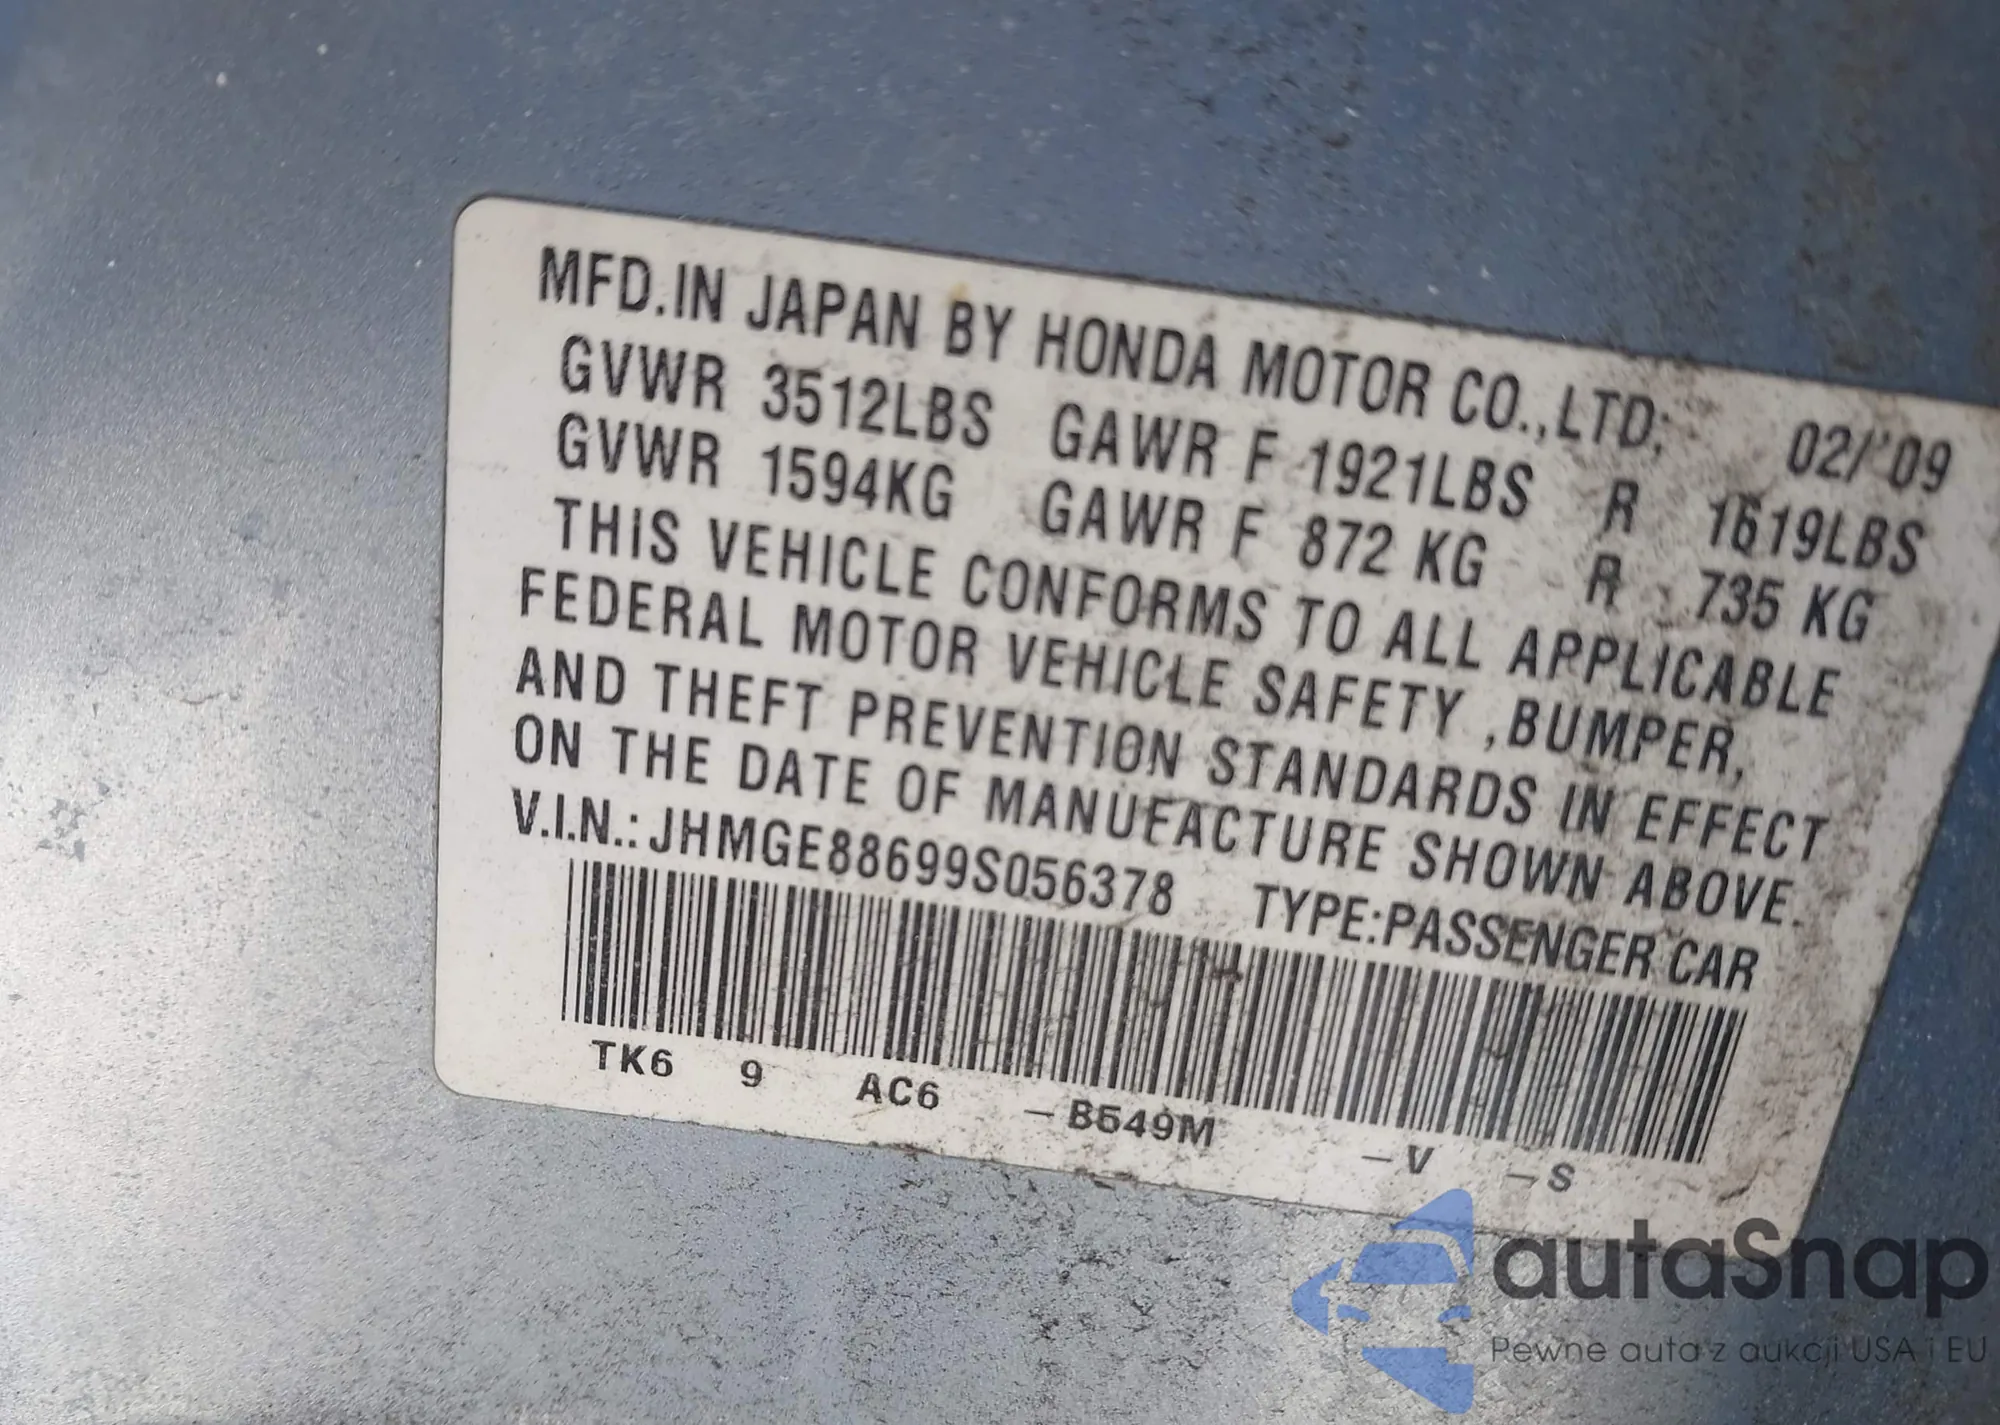 MFD.IN JAPAN BY HONDA MOTOR CO.,LTD. 02/'09
GVWR 3512LBS GAWR F 1921LBS R 1619LBS
GVWR 1594KG GAWR F 872 KG R 735 KG
THIS VEHICLE CONFORMS TO ALL APPLICABLE
FEDERAL MOTOR VEHICLE SAFETY ,BUMPER,
AND THEFT PREVENTION STANDARDS IN EFFECT
ON THE DATE OF MANUFACTURE SHOWN ABOVE.
V.I.N.:JHMGE88699S056378 TYPE:PASSENGER CAR
TK6 9 AC6 -B549M -V -S
autaSnap
Pewne auta z aukcji USA i EU